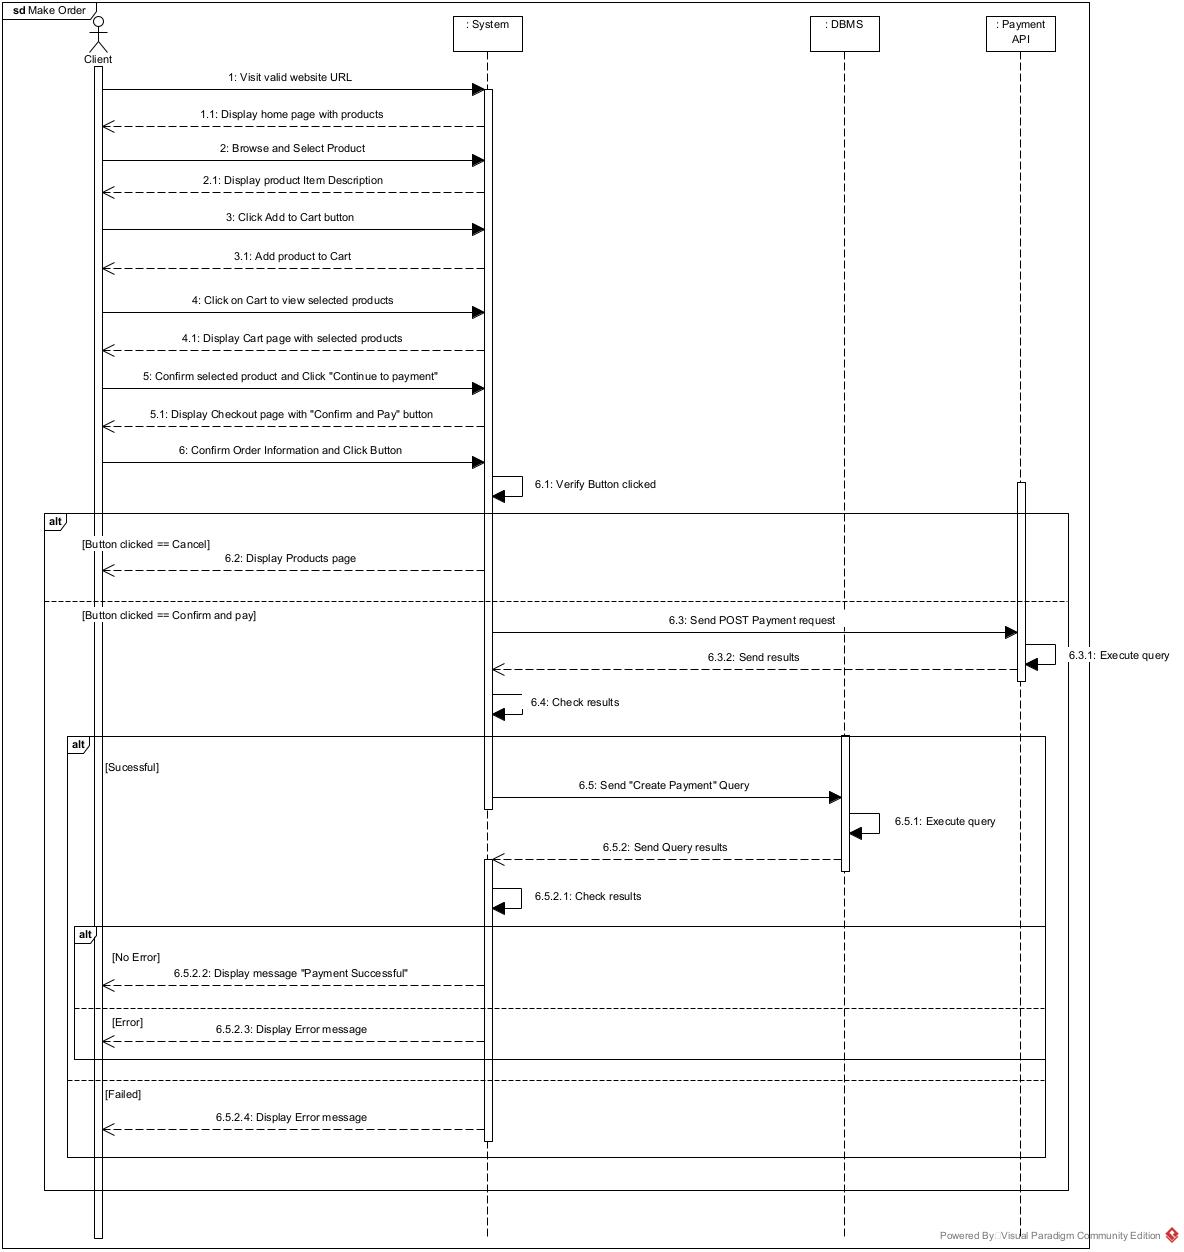 sd Make Order
: System
: DBMS
: Payment
API
Client
1: Visit valid website URL
1.1: Display home page with products
2: Browse and Select Product
2.1: Display product Item Description
3: Click Add to Cart button
3.1: Add product to Cart
4: Click on Cart to view selected products
4.1: Display Cart page with selected products
5: Confirm selected product and Click "Continue to payment"
5.1: Display Checkout page with "Confirm and Pay" button
6: Confirm Order Information and Click Button
6.1: Verify Button clicked
alt
[Button clicked == Cancel]
6.2: Display Products page
[Button clicked == Confirm and pay]
6.3: Send POST Payment request
6.3.1: Execute query
6.3.2: Send results
6.4: Check results
alt
[Sucessful]
6.5: Send "Create Payment" Query
6.5.1: Execute query
6.5.2: Send Query results
6.5.2.1: Check results
alt
[No Error]
6.5.2.2: Display message "Payment Successful"
[Error]
6.5.2.3: Display Error message
[Failed]
6.5.2.4: Display Error message
Powered By Visual Paradigm Community Edition